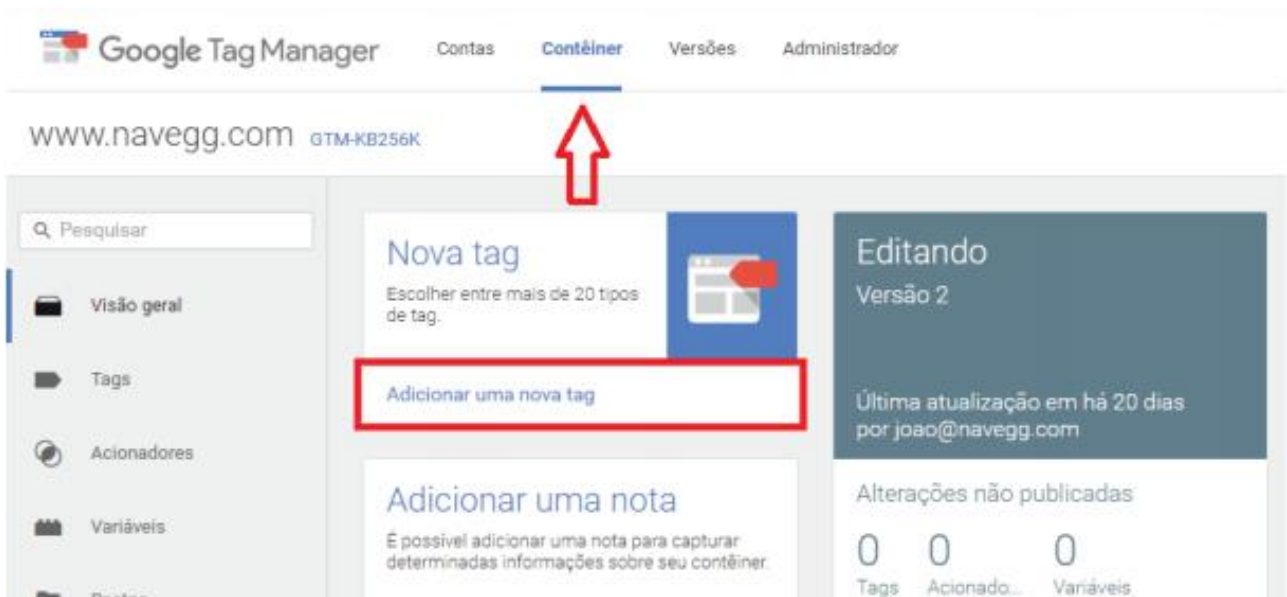 Google Tag Manager Contas Contêiner Versões Administrador
www.navegg.com GTM-KB256K
Pesquisar
Visão geral
Tags
Acionadores
Variáveis
Nova tag
Escolher entre mais de 20 tipos
de tag.
Adicionar uma nova tag
Adicionar uma nota
É possível adicionar uma nota para capturar
determinadas informações sobre seu contêiner.
Editando
Versão 2
Última atualização em há 20 dias
por joao@navegg.com
Alterações não publicadas
0 0 0
Tags Acionado... Variáveis